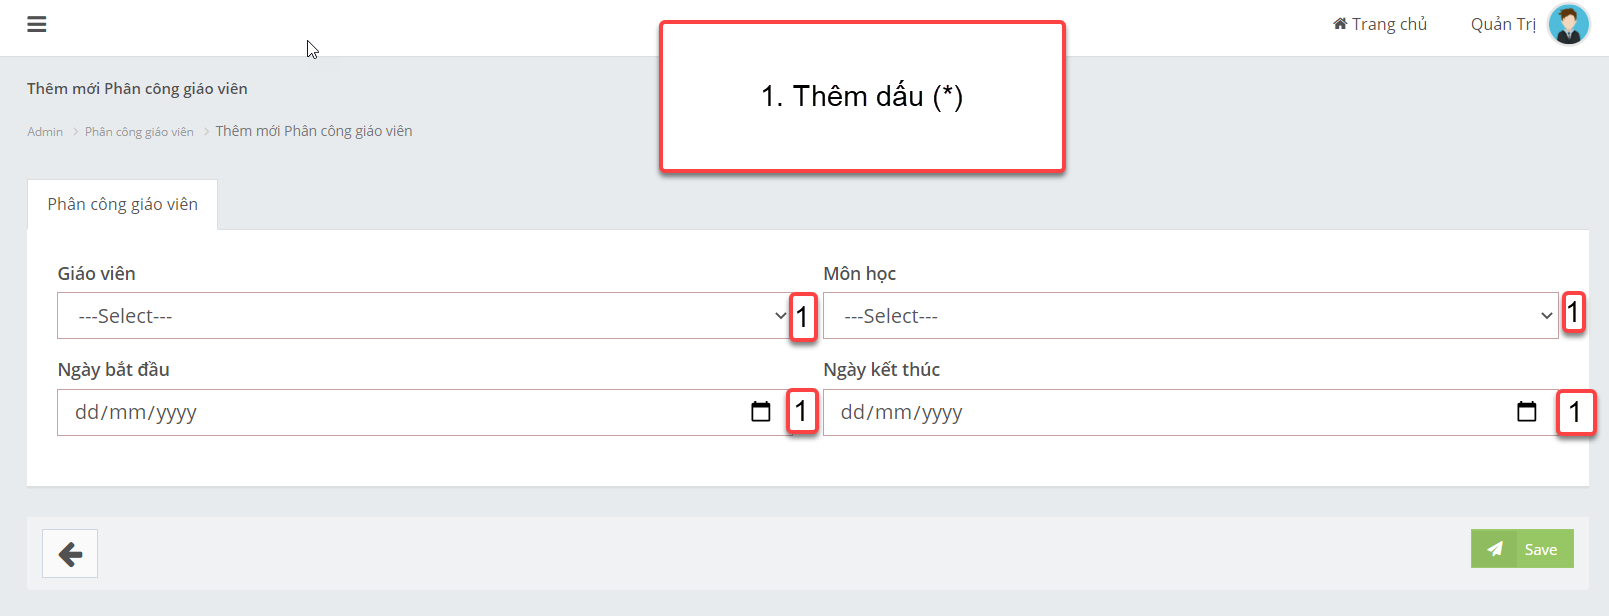 Trang chủ
Quản Trị
1. Thêm dấu (*)
Thêm mới Phân công giáo viên
Admin > Phân công giáo viên > Thêm mới Phân công giáo viên
Phân công giáo viên
Giáo viên
Môn học
---Select---
1
---Select---
1
Ngày bắt đầu
Ngày kết thúc
dd/mm/yyyy
1
dd/mm/yyyy
1
Save